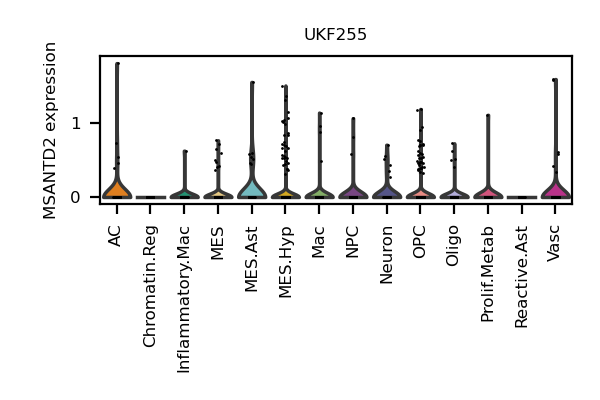 UKF255
MSANTD2 expression
1
0
AC
Chromatin.Reg
Inflammatory.Mac
MES
MES.Ast
MES.Hyp
Mac
NPC
Neuron
OPC
Oligo
Prolif.Metab
Reactive.Ast
Vasc